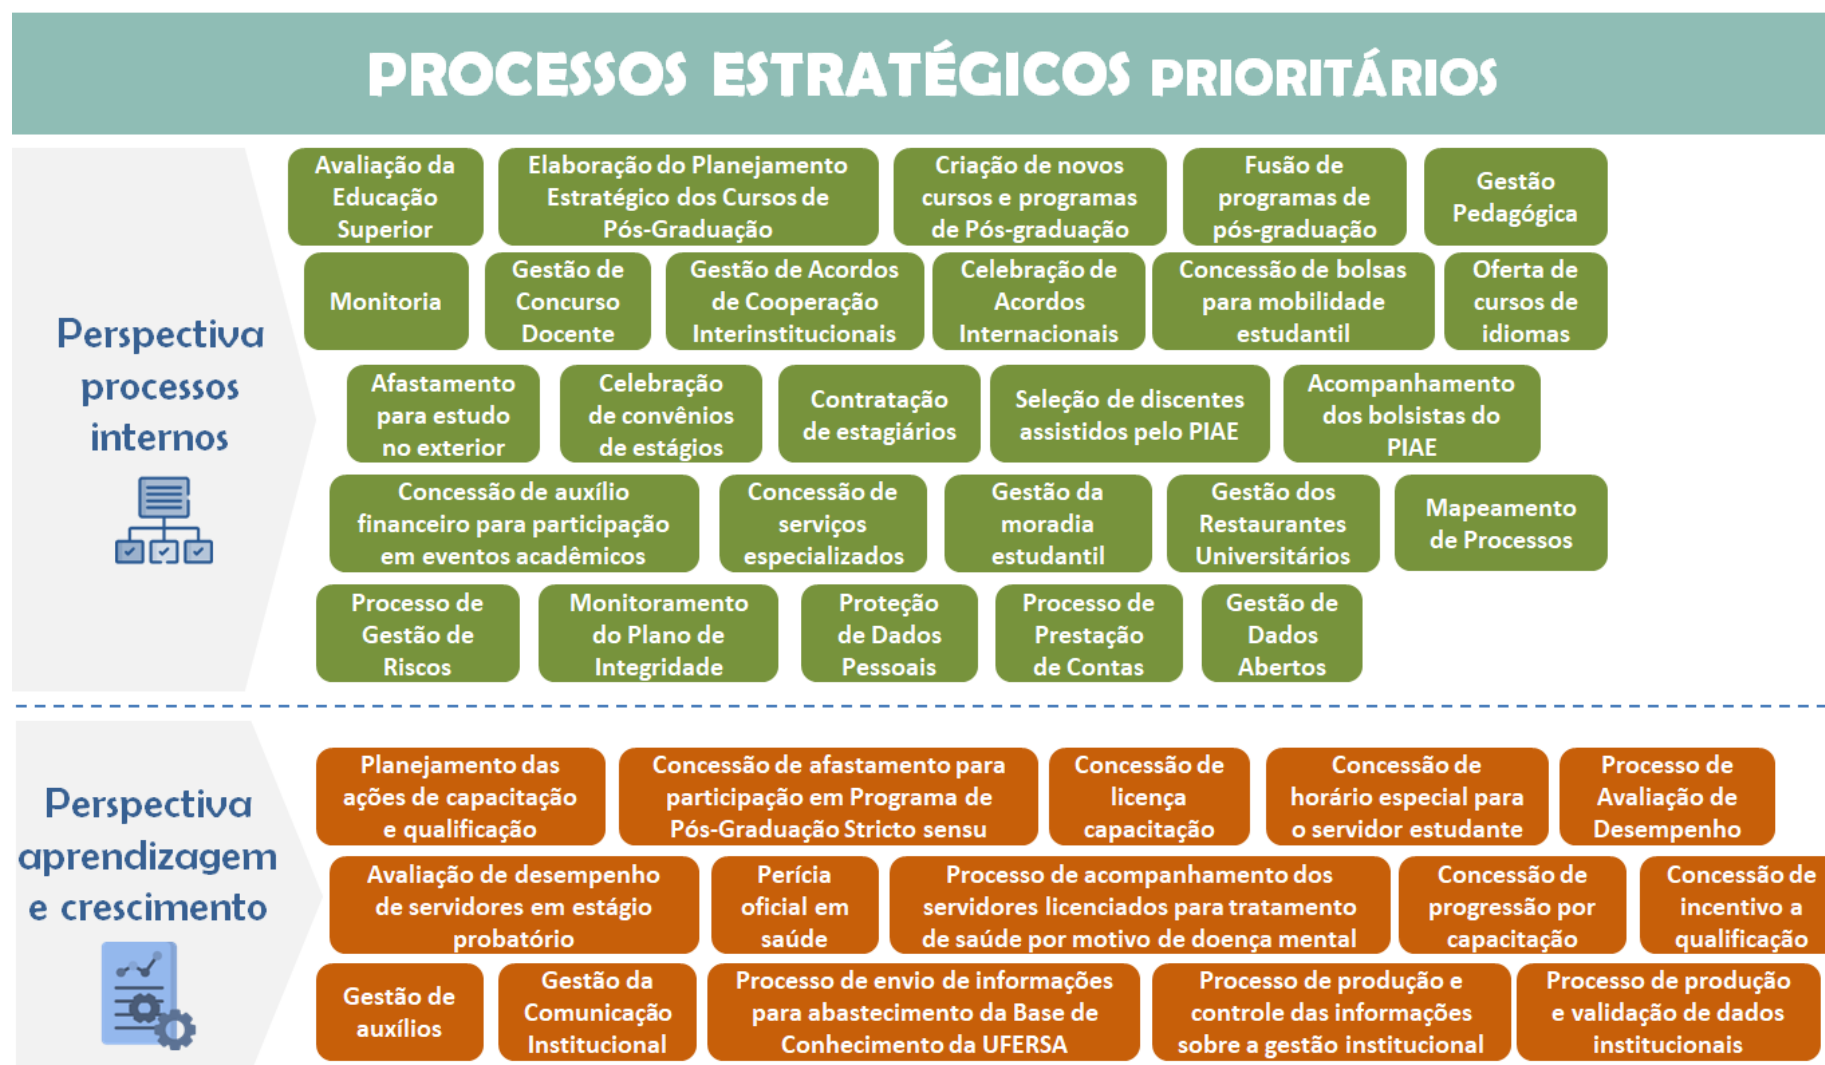 PROCESSOS ESTRATÉGICOS PRIORITÁRIOS
Perspectiva
processos
internos
Avaliação da
Educação
Superior
Elaboração do Planejamento
Estratégico dos Cursos de
Pós-Graduação
Criação de novos
cursos e programas
de Pós-graduação
Fusão de
programas de
pós-graduação
Gestão
Pedagógica
Monitoria
Gestão de
Concurso
Docente
Gestão de Acordos
de Cooperação
Interinstitucionais
Celebração de
Acordos
Internacionais
Concessão de bolsas
para mobilidade
estudantil
Oferta de
cursos de
idiomas
Afastamento
para estudo
no exterior
Celebração
de convênios
de estágios
Contratação
de estagiários
Seleção de discentes
assistidos pelo PIAE
Acompanhamento
dos bolsistas do
PIAE
Concessão de auxílio
financeiro para participação
em eventos acadêmicos
Concessão de
serviços
especializados
Gestão da
moradia
estudantil
Gestão dos
Restaurantes
Universitários
Mapeamento
de Processos
Processo de
Gestão de
Riscos
Monitoramento
do Plano de
Integridade
Proteção
de Dados
Pessoais
Processo de
Prestação
de Contas
Gestão de
Dados
Abertos
Perspectiva
aprendizagem
e crescimento
Planejamento das
ações de capacitação
e qualificação
Concessão de afastamento para
participação em Programa de
Pós-Graduação Stricto sensu
Concessão de
licença
capacitação
Concessão de
horário especial para
o servidor estudante
Processo de
Avaliação de
Desempenho
Avaliação de desempenho
de servidores em estágio
probatório
Perícia
oficial em
saúde
Processo de acompanhamento dos
servidores licenciados para tratamento
de saúde por motivo de doença mental
Concessão de
progressão por
capacitação
Concessão de
incentivo a
qualificação
Gestão de
auxílios
Gestão da
Comunicação
Institucional
Processo de envio de informações
para abastecimento da Base de
Conhecimento da UFERSA
Processo de produção e
controle das informações
sobre a gestão institucional
Processo de produção
e validação de dados
institucionais